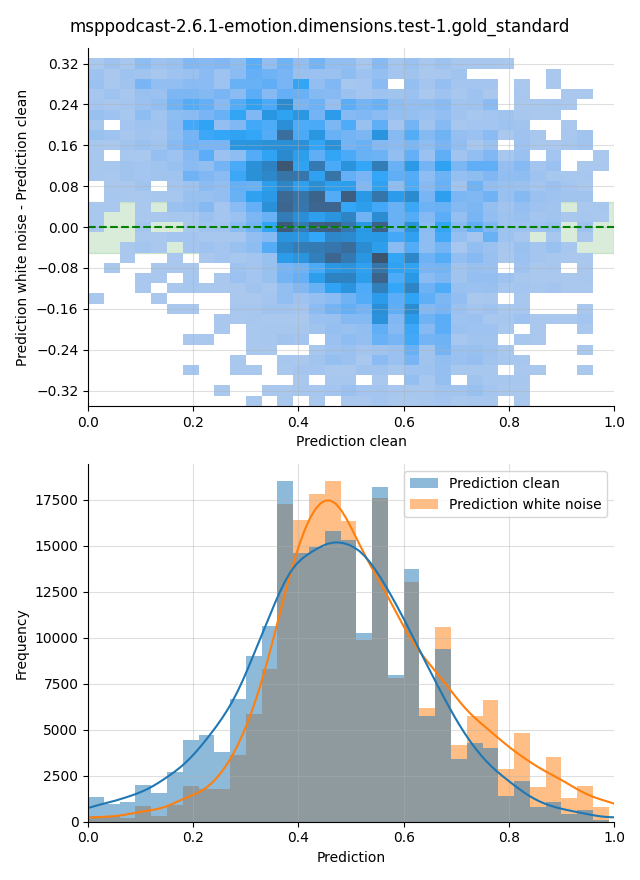 msppodcast-2.6.1-emotion.dimensions.test-1.gold_standard
Prediction white noise - Prediction clean
0.32
0.24
0.16
0.08
0.00
−0.08
−0.16
−0.24
−0.32
0.0 0.2 0.4 0.6 0.8 1.0
Prediction clean
Prediction clean
Prediction white noise
Frequency
17500
15000
12500
10000
7500
5000
2500
0
0.0 0.2 0.4 0.6 0.8 1.0
Prediction